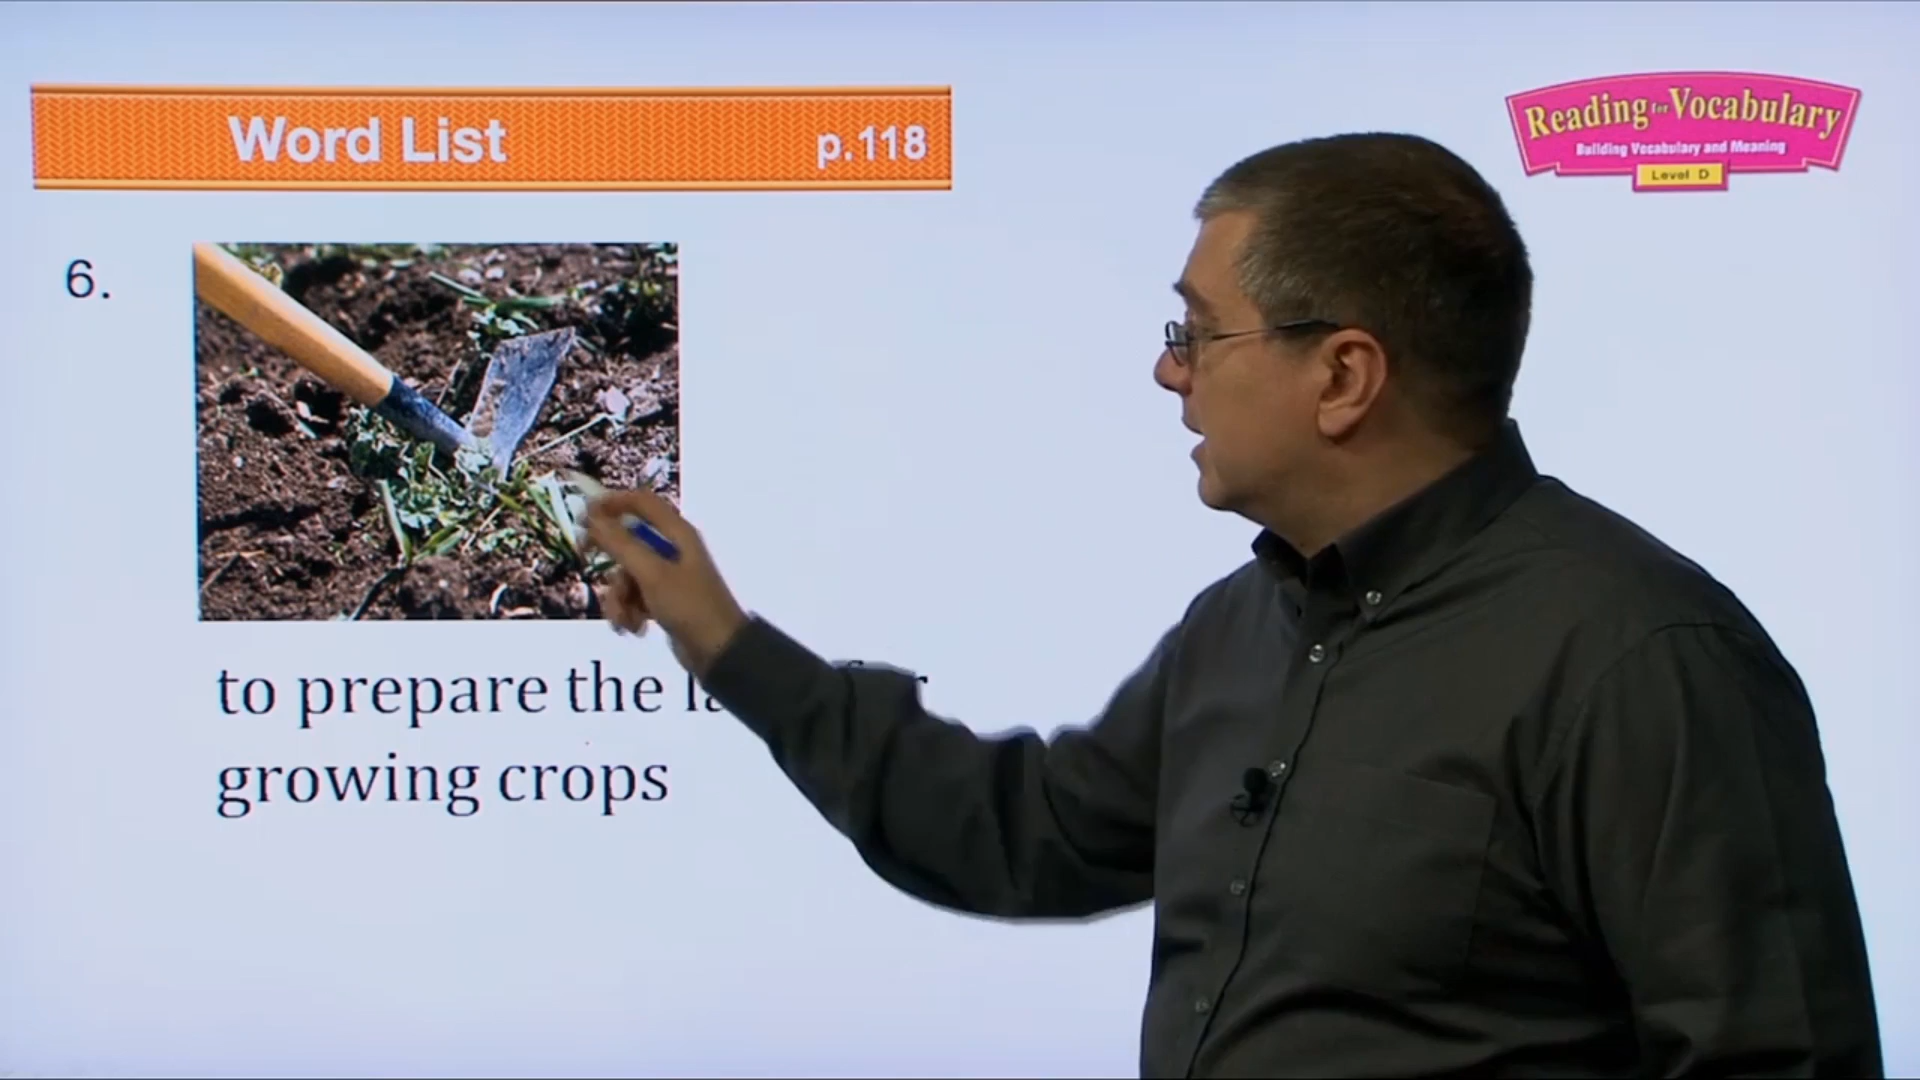 Word List p.118
Reading for Vocabulary
Building Vocabulary and Meaning
Level D
6.
to prepare the
growing crops